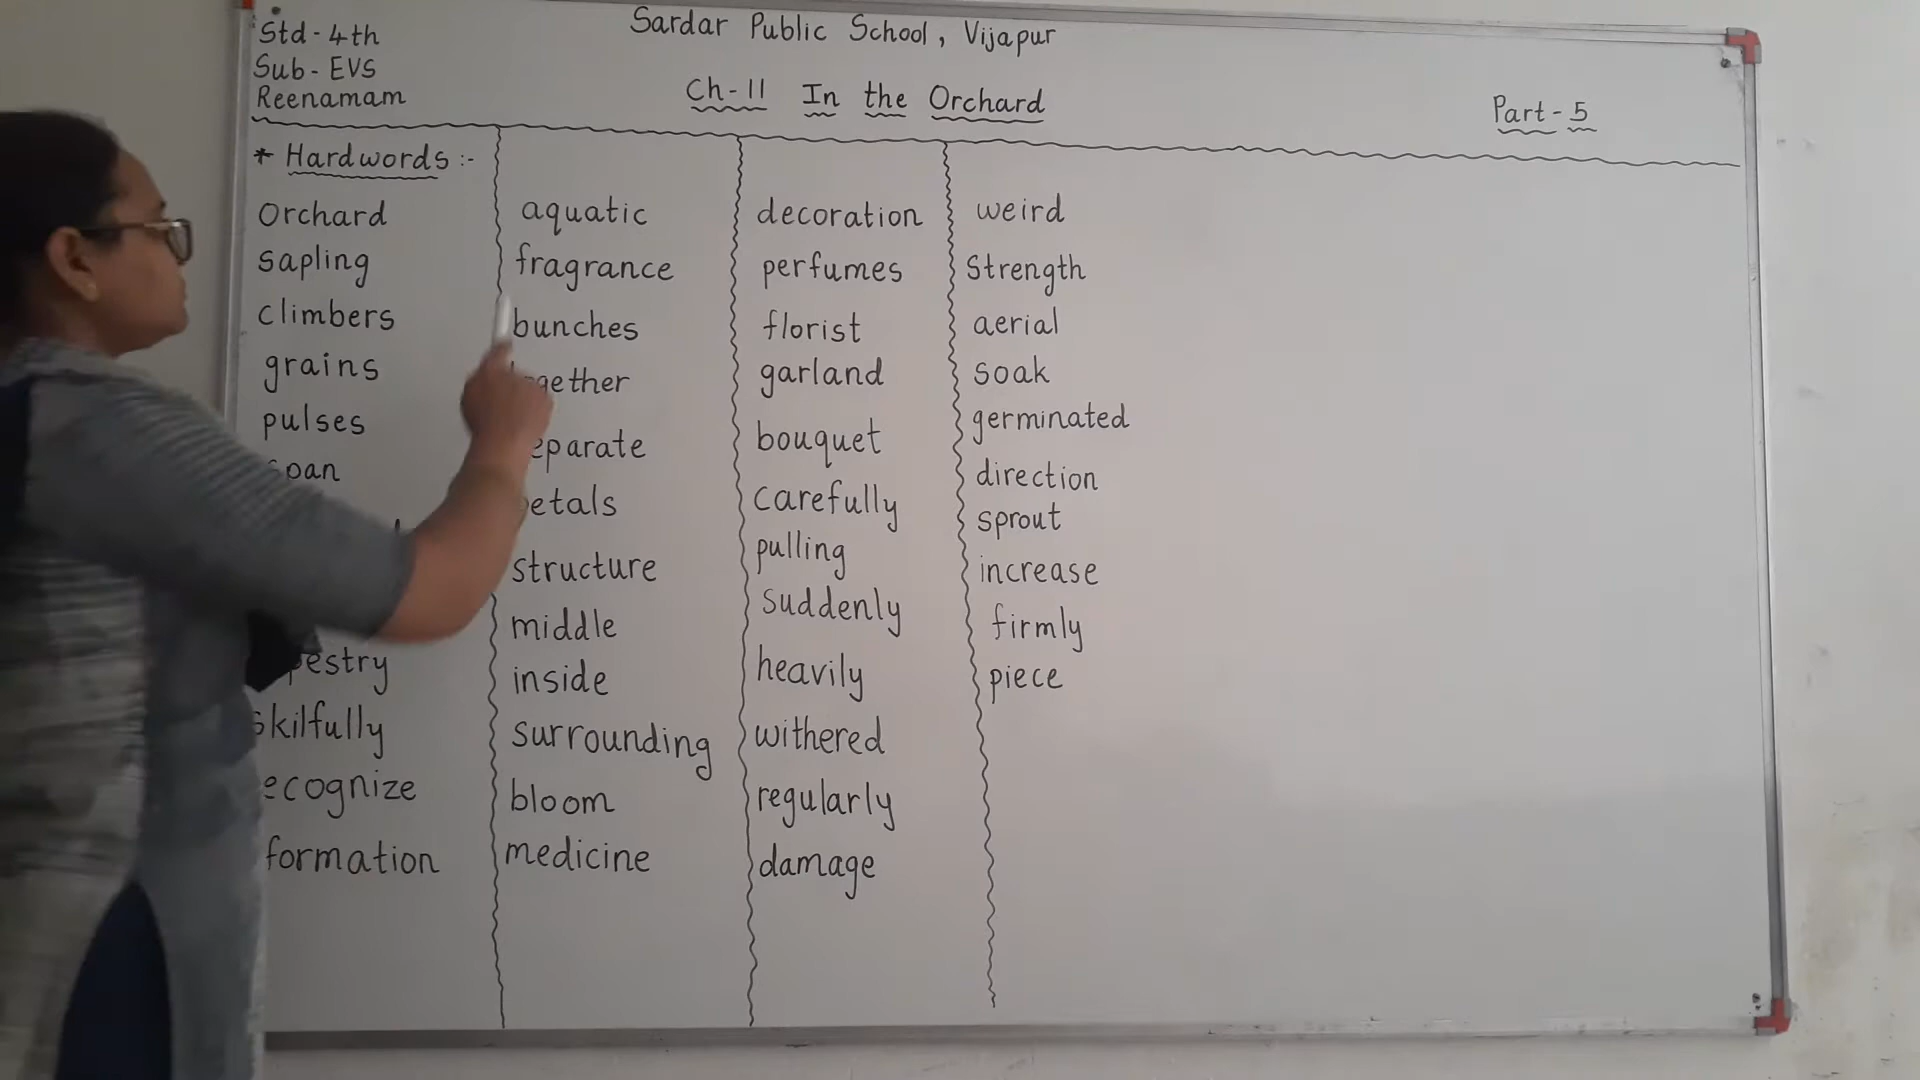 Std - 4th
Sub - EVS
Reenamam
Sardar Public School, Vijapur
Ch-11 In the Orchard
Part - 5
* Hardwords :-
Orchard
sapling
climbers
grains
pulses
skilfully
formation
aquatic
fragrance
bunches
structure
middle
inside
surrounding
bloom
medicine
decoration
perfumes
florist
garland
bouquet
carefully
pulling
suddenly
heavily
withered
regularly
damage
weird
Strength
aerial
soak
germinated
direction
sprout
increase
firmly
piece